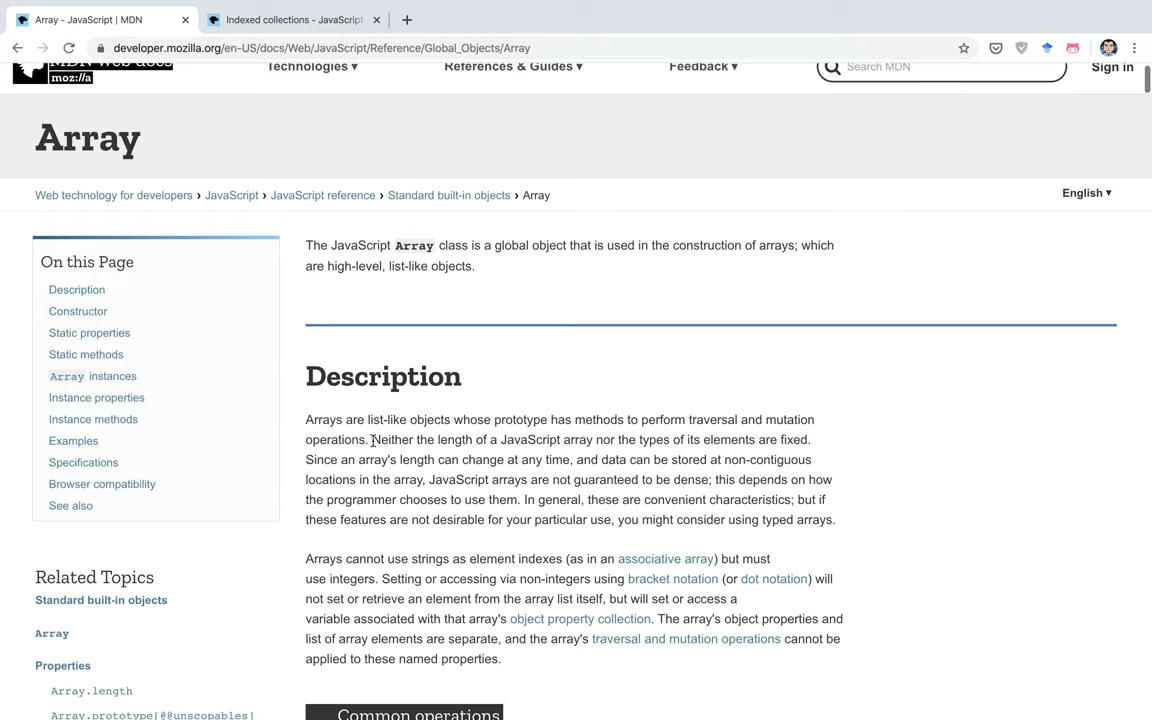 Array - JavaScript | MDN
Indexed collections - JavaScript
developer.mozilla.org/en-US/docs/Web/JavaScript/Reference/Global_Objects/Array
MDN web docs
moz://a
Technologies ▾
References & Guides ▾
Feedback ▾
Search MDN
Sign in
Array
Web technology for developers › JavaScript › JavaScript reference › Standard built-in objects › Array
English ▾
On this Page
Description
Constructor
Static properties
Static methods
Array instances
Instance properties
Instance methods
Examples
Specifications
Browser compatibility
See also
Related Topics
Standard built-in objects
Array
Properties
Array.length
Array.prototype[@@unscopables]
The JavaScript Array class is a global object that is used in the construction of arrays; which
are high-level, list-like objects.
Description
Arrays are list-like objects whose prototype has methods to perform traversal and mutation
operations. Neither the length of a JavaScript array nor the types of its elements are fixed.
Since an array's length can change at any time, and data can be stored at non-contiguous
locations in the array, JavaScript arrays are not guaranteed to be dense; this depends on how
the programmer chooses to use them. In general, these are convenient characteristics; but if
these features are not desirable for your particular use, you might consider using typed arrays.
Arrays cannot use strings as element indexes (as in an associative array) but must
use integers. Setting or accessing via non-integers using bracket notation (or dot notation) will
not set or retrieve an element from the array list itself, but will set or access a
variable associated with that array's object property collection. The array's object properties and
list of array elements are separate, and the array's traversal and mutation operations cannot be
applied to these named properties.
Common operations